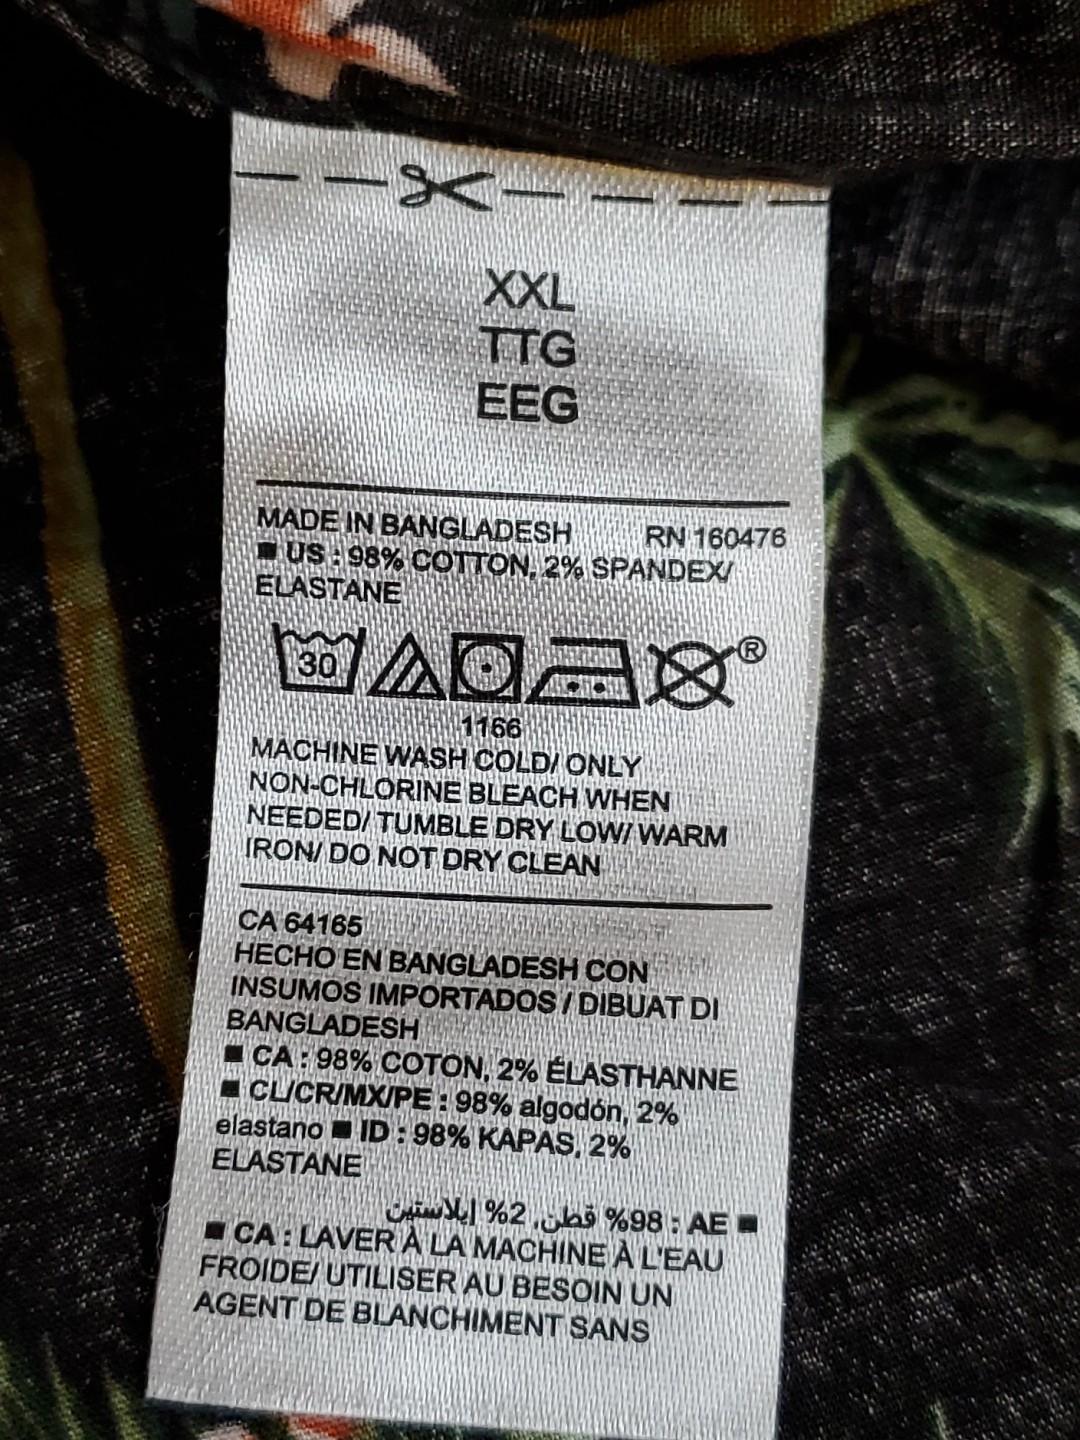 XXL
TTG
EEG
MADE IN BANGLADESH RN 160476
■ US : 98% COTTON, 2% SPANDEX/
ELASTANE
30 ®
1166
MACHINE WASH COLD/ ONLY
NON-CHLORINE BLEACH WHEN
NEEDED/ TUMBLE DRY LOW/ WARM
IRON/ DO NOT DRY CLEAN
CA 64165
HECHO EN BANGLADESH CON
INSUMOS IMPORTADOS / DIBUAT DI
BANGLADESH
■ CA : 98% COTON, 2% ÉLASTHANNE
■ CL/CR/MX/PE : 98% algodón, 2%
elastano ■ ID : 98% KAPAS, 2%
ELASTANE
■ AE : 98% قطن, 2% إيلاستين
■ CA : LAVER À LA MACHINE À L'EAU
FROIDE/ UTILISER AU BESOIN UN
AGENT DE BLANCHIMENT SANS